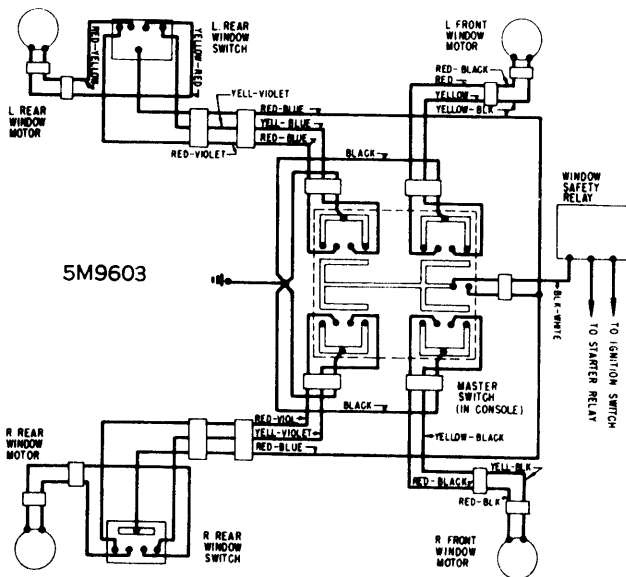 L. REAR
WINDOW
SWITCH
L FRONT
WINDOW
MOTOR
RED-YELLOW
YELLOW-RED
RED-BLACK
RED
YELLOW
YELLOW-BLK
L REAR
WINDOW
MOTOR
YELL-VIOLET
RED-BLUE
YELL-BLUE
RED-BLUE
RED-VIOLET
BLACK
WINDOW
SAFETY
RELAY
5M9603
BLK-WHITE
TO STARTER RELAY
TO IGNITION SWITCH
MASTER
SWITCH
(IN CONSOLE)
BLACK
RED-VIOL
YELL-VIOLET
RED-BLUE
YELLOW-BLACK
R REAR
WINDOW
MOTOR
YELL-BLK
RED-BLACK
RED-BLK
R REAR
WINDOW
SWITCH
R FRONT
WINDOW
MOTOR